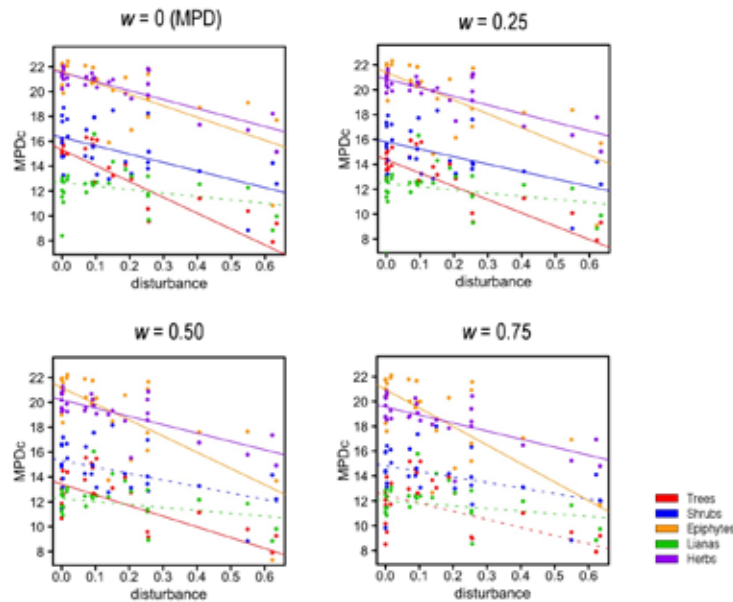 w = 0 (MPD)
w = 0.25
22
20
18
16
14
12
10
8
MPDc
0.0 0.1 0.2 0.3 0.4 0.5 0.6
disturbance
22
20
18
16
14
12
10
8
MPDc
0.0 0.1 0.2 0.3 0.4 0.5 0.6
disturbance
w = 0.50
w = 0.75
22
20
18
16
14
12
10
8
MPDc
0.0 0.1 0.2 0.3 0.4 0.5 0.6
disturbance
22
20
18
16
14
12
10
8
MPDc
0.0 0.1 0.2 0.3 0.4 0.5 0.6
disturbance
Trees
Shrubs
Epiphytes
Lianas
Herbs